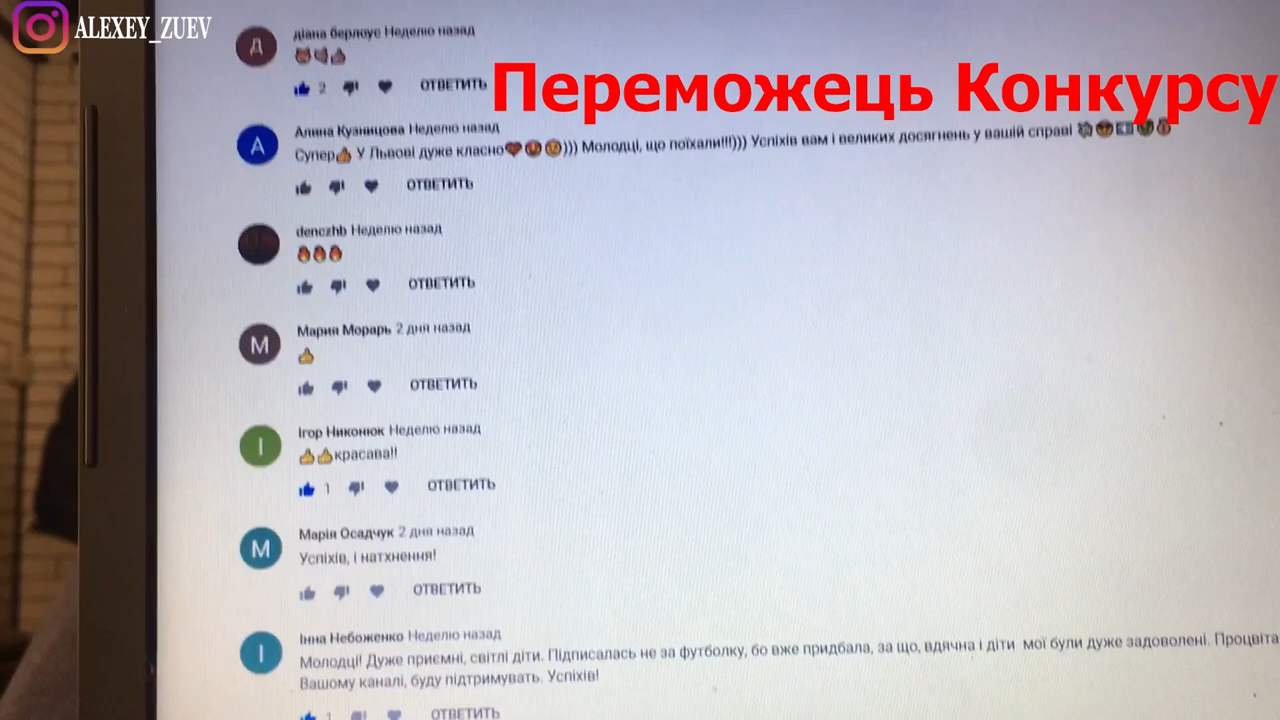 ALEXEY_ZUEV
Переможець Конкурсу
діана берлоус Неделю назад
2 ОТВЕТИТЬ
Алина Кузницова Неделю назад
Супер У Львові дуже класно))) Молодці, що поїхали!!!))) Успіхів вам і великих досягнень у вашій справі
ОТВЕТИТЬ
denczhb Неделю назад
ОТВЕТИТЬ
Мария Морарь 2 дня назад
ОТВЕТИТЬ
Ігор Никонюк Неделю назад
красава!!
1 ОТВЕТИТЬ
Марія Осадчук 2 дня назад
Успіхів, і натхнення!
ОТВЕТИТЬ
Інна Небоженко Неделю назад
Молодці! Дуже приємні, світлі діти. Підписалась не за футболку, бо вже придбала, за що, вдячна і діти мої були дуже задоволені. Процвіта
Вашому каналі, буду підтримувать. Успіхів!
1 ОТВЕТИТЬ